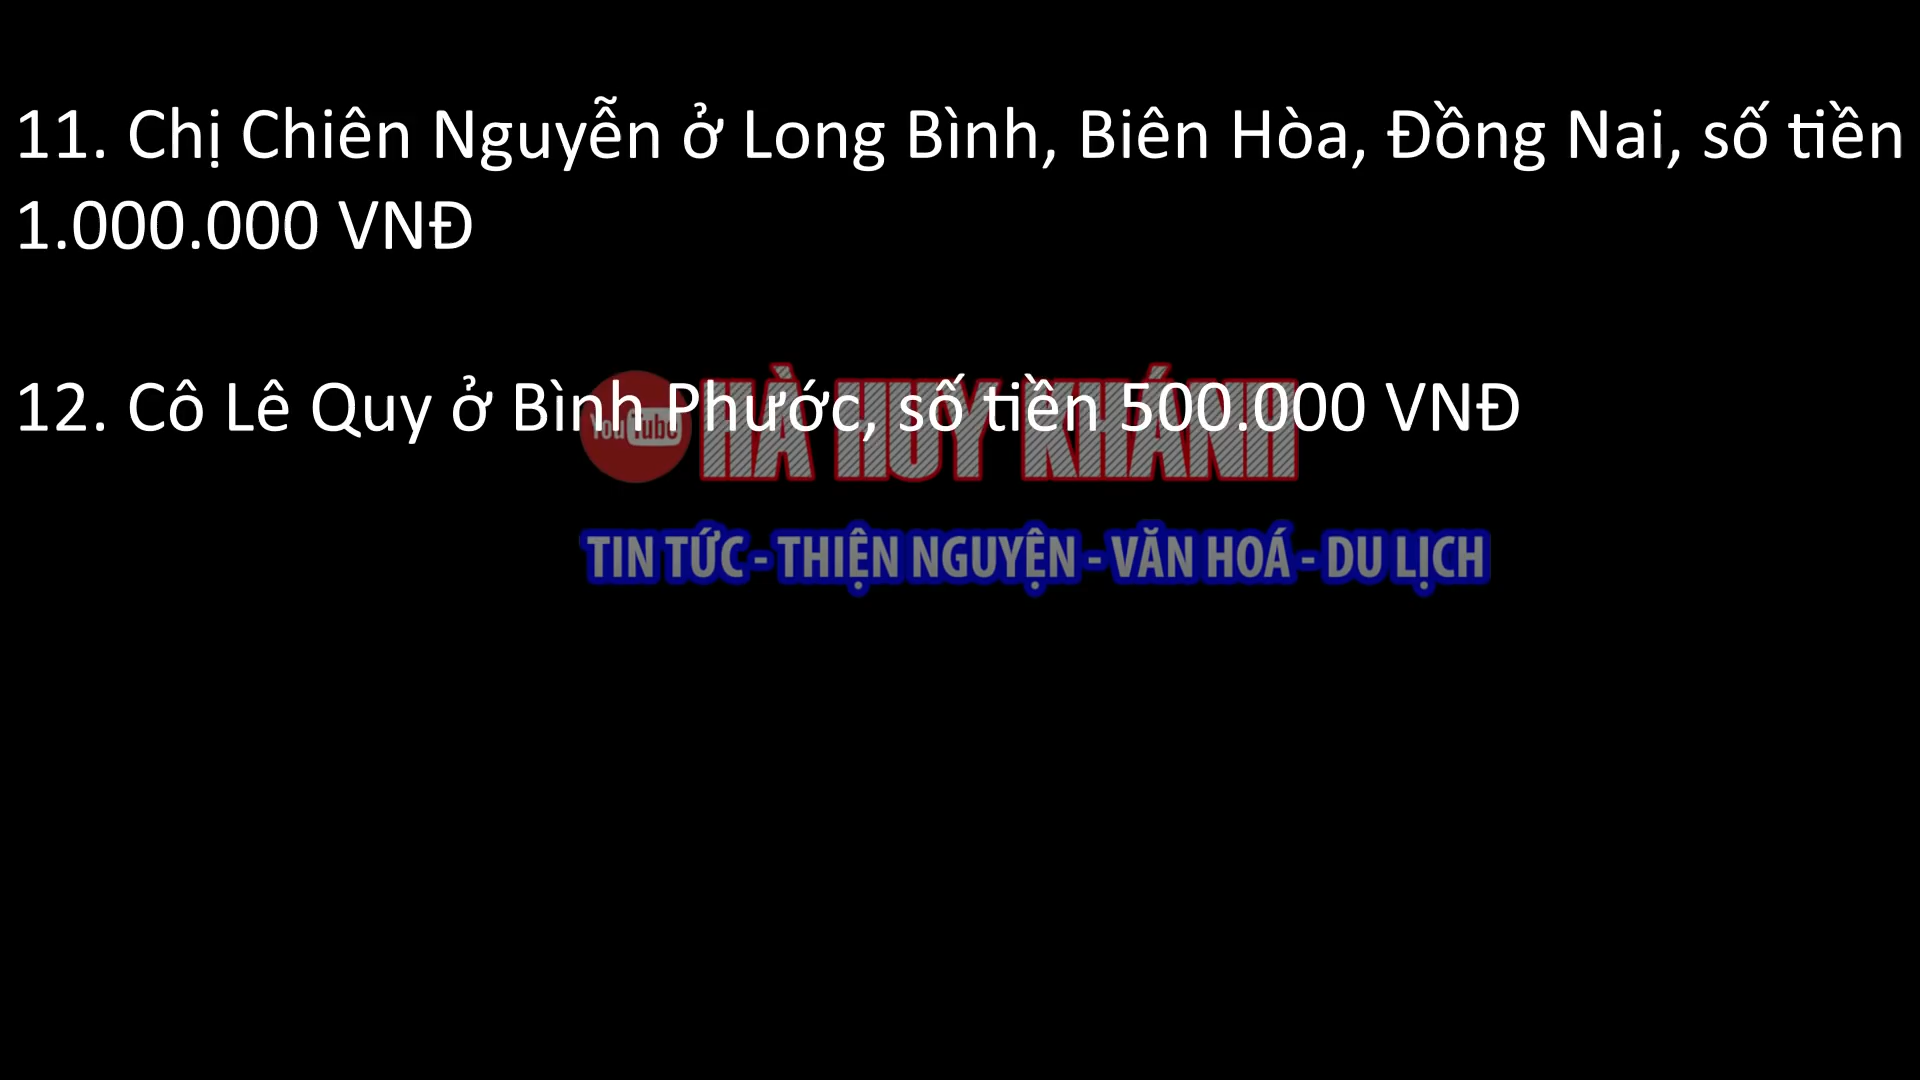 11. Chị Chiên Nguyễn ở Long Bình, Biên Hòa, Đồng Nai, số tiền
1.000.000 VNĐ
12. Cô Lê Quy ở Bình Phước, số tiền 500.000 VNĐ
YouTube HÀ HUY KHÁNH
TIN TỨC - THIỆN NGUYỆN - VĂN HOÁ - DU LỊCH